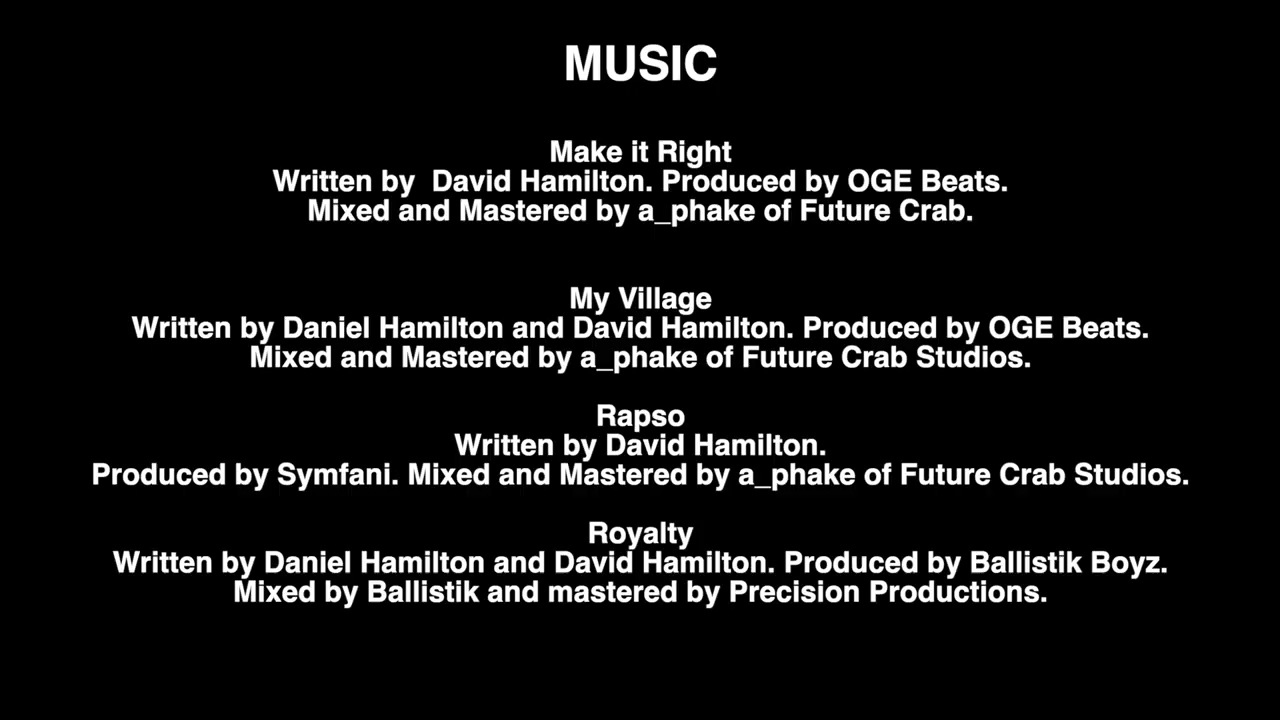 MUSIC
Make it Right
Written by  David Hamilton. Produced by OGE Beats.
Mixed and Mastered by a_phake of Future Crab.
My Village
Written by Daniel Hamilton and David Hamilton. Produced by OGE Beats.
Mixed and Mastered by a_phake of Future Crab Studios.
Rapso
Written by David Hamilton.
Produced by Symfani. Mixed and Mastered by a_phake of Future Crab Studios.
Royalty
Written by Daniel Hamilton and David Hamilton. Produced by Ballistik Boyz.
Mixed by Ballistik and mastered by Precision Productions.